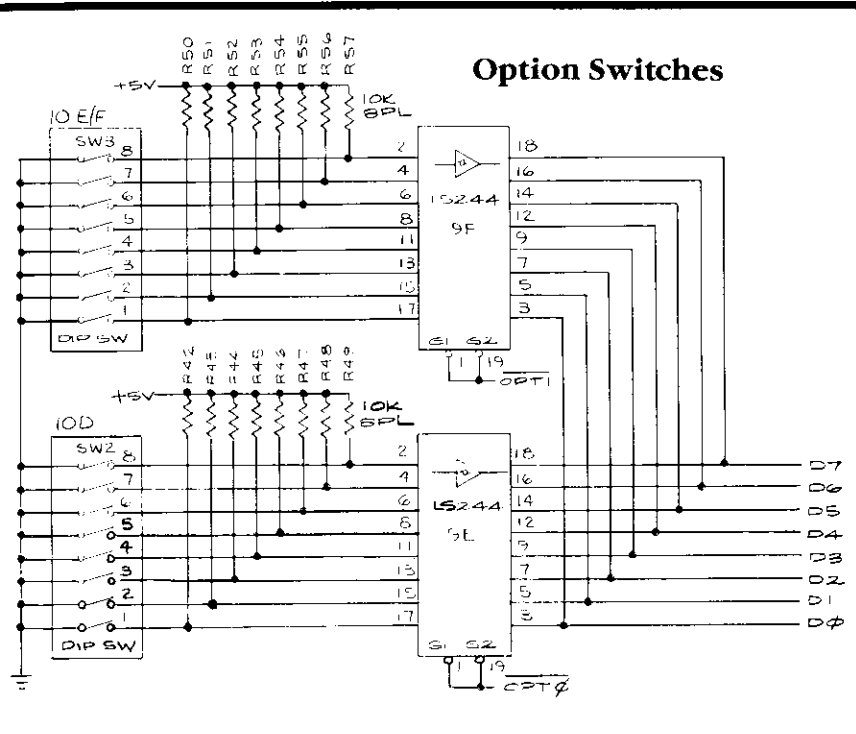 Option Switches
R50 R51 R52 R53 R54 R55 R56 R57
+5V
10K
8PL
10 E/F
SW3
8
7
6
5
4
3
2
1
DIP SW
2
4
6
8
11
13
15
17
LS244
9F
G1 G2
1 19
OPT1
18
16
14
12
9
7
5
3
R42 R43 R44 R45 R46 R47 R48 R49
+5V
10K
8PL
10D
SW2
8
7
6
5
4
3
2
1
DIP SW
2
4
6
8
11
13
15
17
LS244
G1 G2
1 19
OPTØ
18
16
14
12
9
7
5
3
D7
D6
D5
D4
D3
D2
D1
DØ